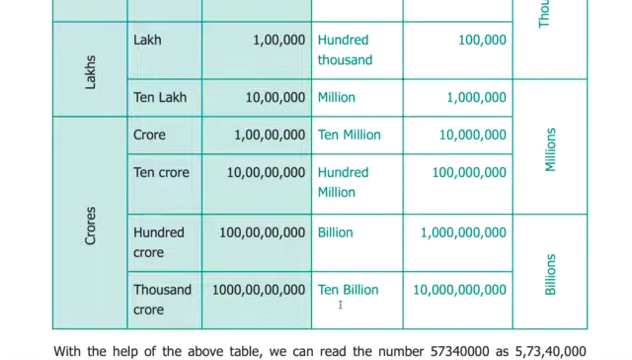 Thou
Lakhs
Lakh 1,00,000 Hundred thousand 100,000
Ten Lakh 10,00,000 Million 1,000,000
Crores
Crore 1,00,00,000 Ten Million 10,000,000
Millions
Ten crore 10,00,00,000 Hundred Million 100,000,000
Hundred crore 100,00,00,000 Billion 1,000,000,000
Billions
Thousand crore 1000,00,00,000 Ten Billion 10,000,000,000
With the help of the above table, we can read the number 57340000 as 5,73,40,000